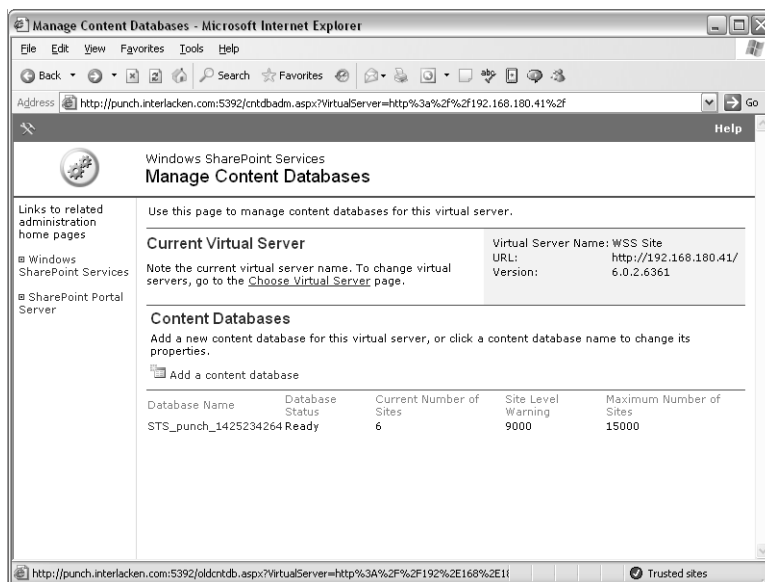 Manage Content Databases - Microsoft Internet Explorer
File Edit View Favorites Tools Help
Back Search Favorites
Address http://punch.interlacken.com:5392/cntdbadm.aspx?VirtualServer=http%3a%2f%2f192.168.180.41%2f Go
Help
Windows SharePoint Services
Manage Content Databases
Links to related
administration
home pages
Windows
SharePoint Services
SharePoint Portal
Server
Use this page to manage content databases for this virtual server.
Current Virtual Server
Note the current virtual server name. To change virtual
servers, go to the Choose Virtual Server page.
Virtual Server Name: WSS Site
URL: http://192.168.180.41/
Version: 6.0.2.6361
Content Databases
Add a new content database for this virtual server, or click a content database name to change its
properties.
Add a content database
Database Name Database Status Current Number of Sites Site Level Warning Maximum Number of Sites
STS_punch_1425234264 Ready 6 9000 15000
http://punch.interlacken.com:5392/oldcntdb.aspx?VirtualServer=http%3A%2F%2F192%2E168%2E1 Trusted sites